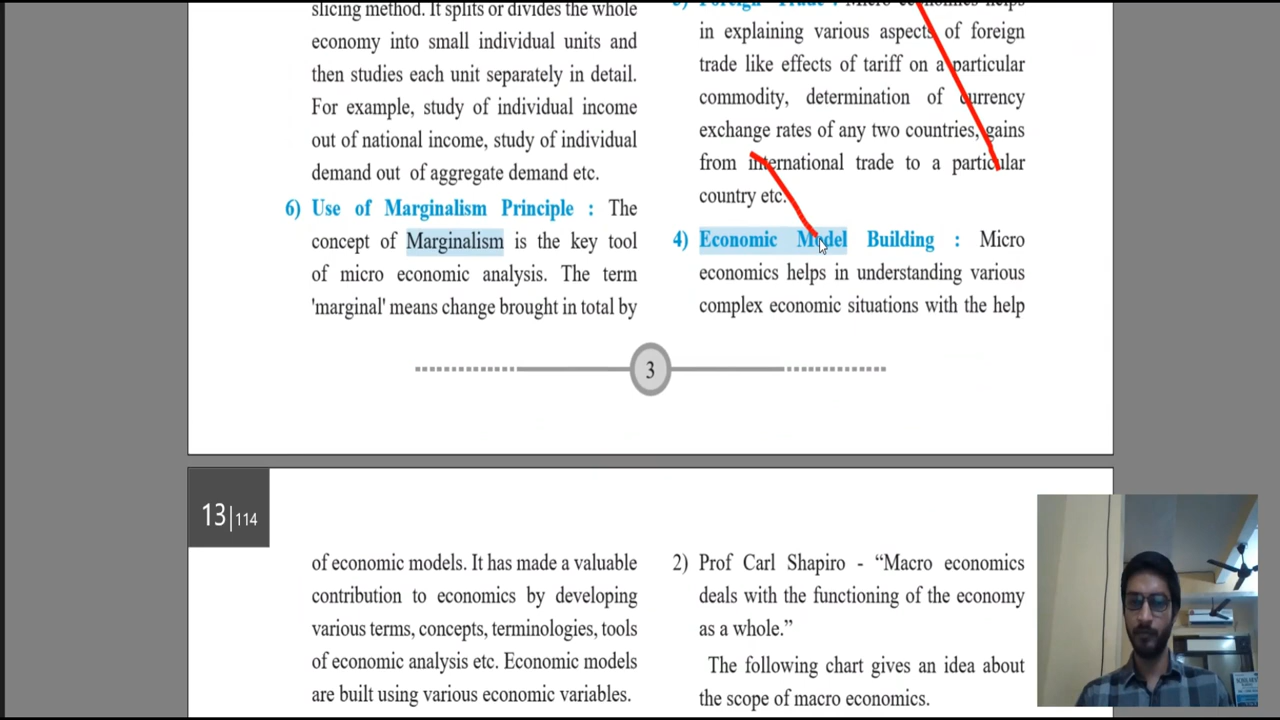 slicing method. It splits or divides the whole
economy into small individual units and
then studies each unit separately in detail.
For example, study of individual income
out of national income, study of individual
demand out of aggregate demand etc.
6) Use of Marginalism Principle : The
concept of Marginalism is the key tool
of micro economic analysis. The term
'marginal' means change brought in total by
3) Foreign Trade : Micro economics helps
in explaining various aspects of foreign
trade like effects of tariff on a particular
commodity, determination of currency
exchange rates of any two countries, gains
from international trade to a particular
country etc.
4) Economic Model Building : Micro
economics helps in understanding various
complex economic situations with the help
3
13|114
of economic models. It has made a valuable
contribution to economics by developing
various terms, concepts, terminologies, tools
of economic analysis etc. Economic models
are built using various economic variables.
2) Prof Carl Shapiro - “Macro economics
deals with the functioning of the economy
as a whole.”
The following chart gives an idea about
the scope of macro economics.